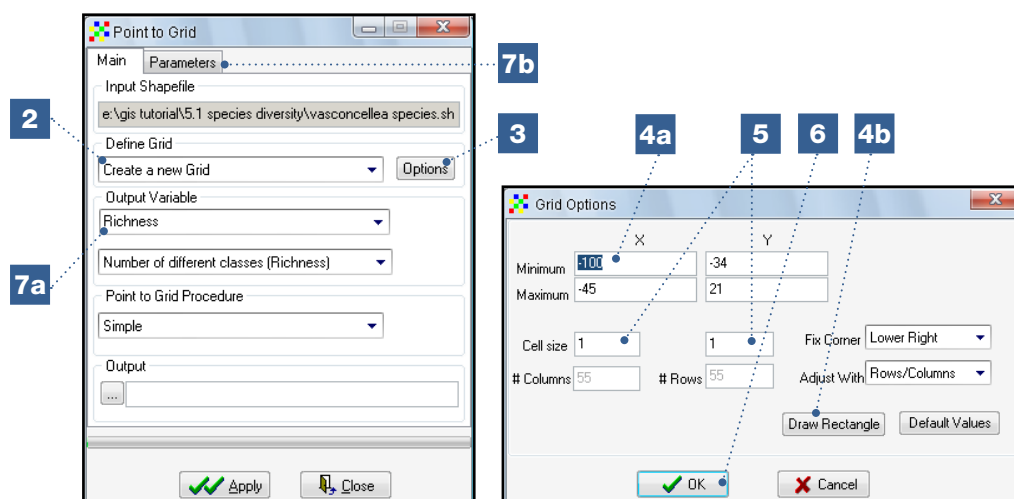 Point to Grid
Main Parameters
7b
Input Shapefile
e:\gis tutorial\5.1 species diversity\vasconcellea species.sh
2
Define Grid
3
4a
5
6
4b
Create a new Grid
Options
Output Variable
Richness
Number of different classes (Richness)
7a
Point to Grid Procedure
Simple
Output
...
Apply Close
Grid Options
X Y
Minimum -100 -34
Maximum -45 21
Cell size 1 1 Fix Corner Lower Right
# Columns 55 # Rows 55 Adjust With Rows/Columns
Draw Rectangle Default Values
OK Cancel